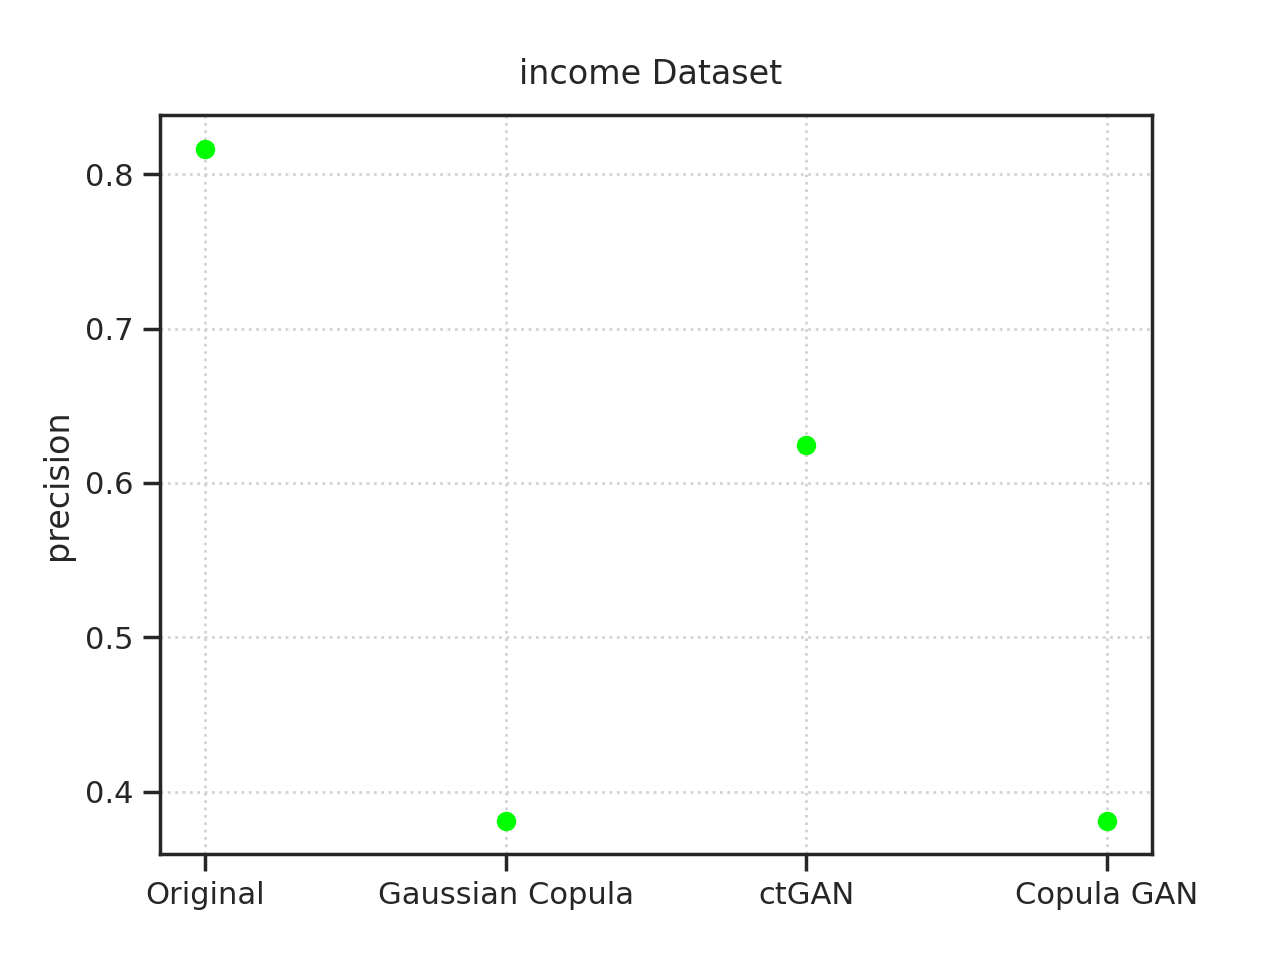 income Dataset
precision
0.8
0.7
0.6
0.5
0.4
Original
Gaussian Copula
ctGAN
Copula GAN